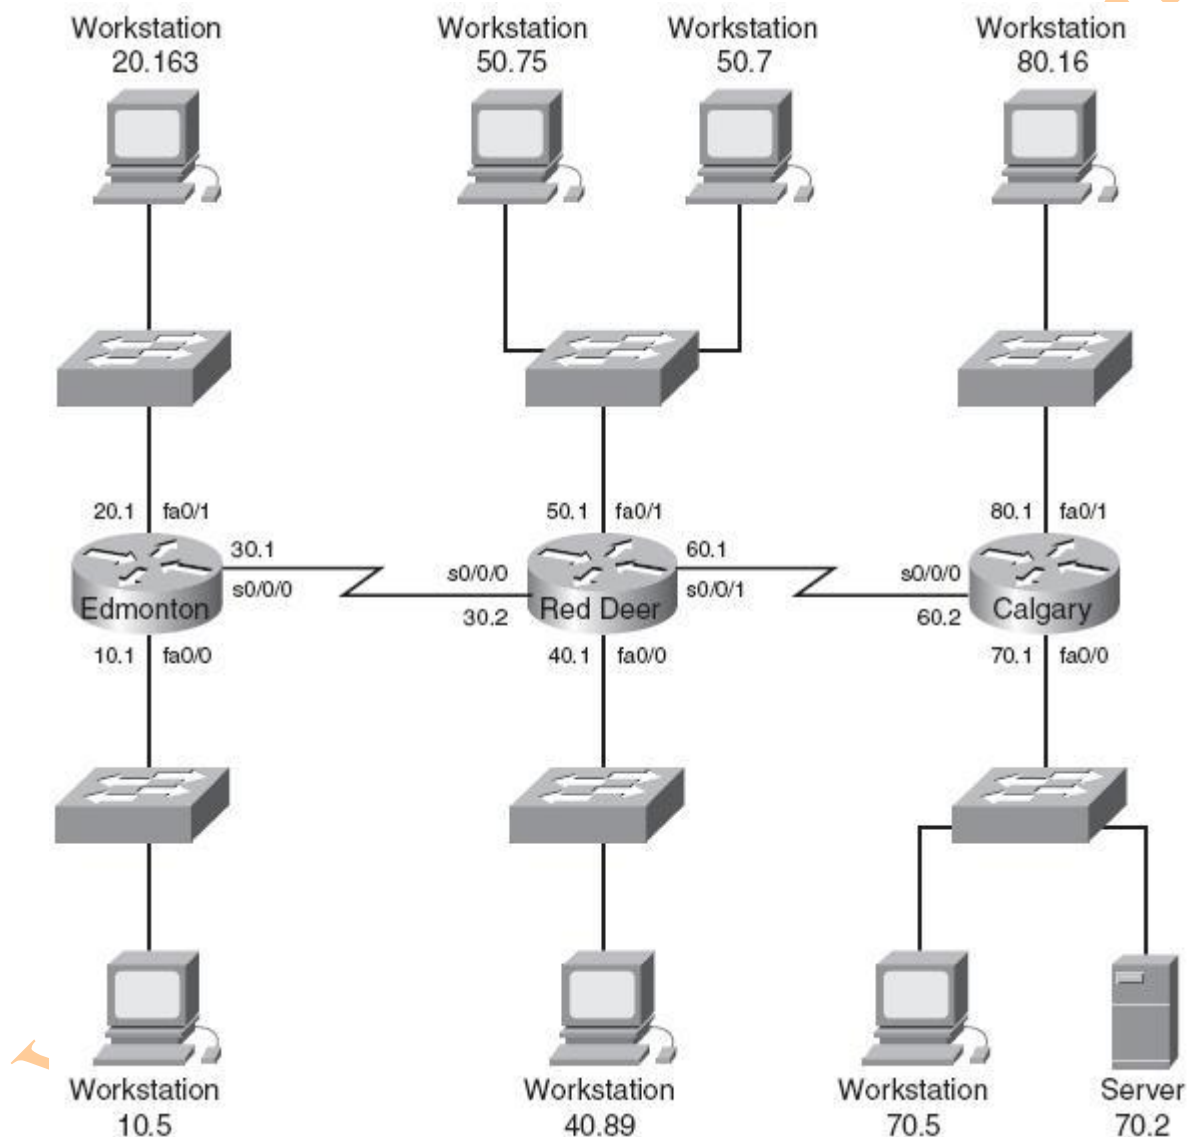 Workstation
20.163
Workstation
50.75
Workstation
50.7
Workstation
80.16
20.1 fa0/1
50.1 fa0/1
80.1 fa0/1
30.1
s0/0/0
s0/0/0
30.2
60.1
s0/0/1
s0/0/0
60.2
Edmonton
Red Deer
Calgary
10.1 fa0/0
40.1 fa0/0
70.1 fa0/0
Workstation
10.5
Workstation
40.89
Workstation
70.5
Server
70.2